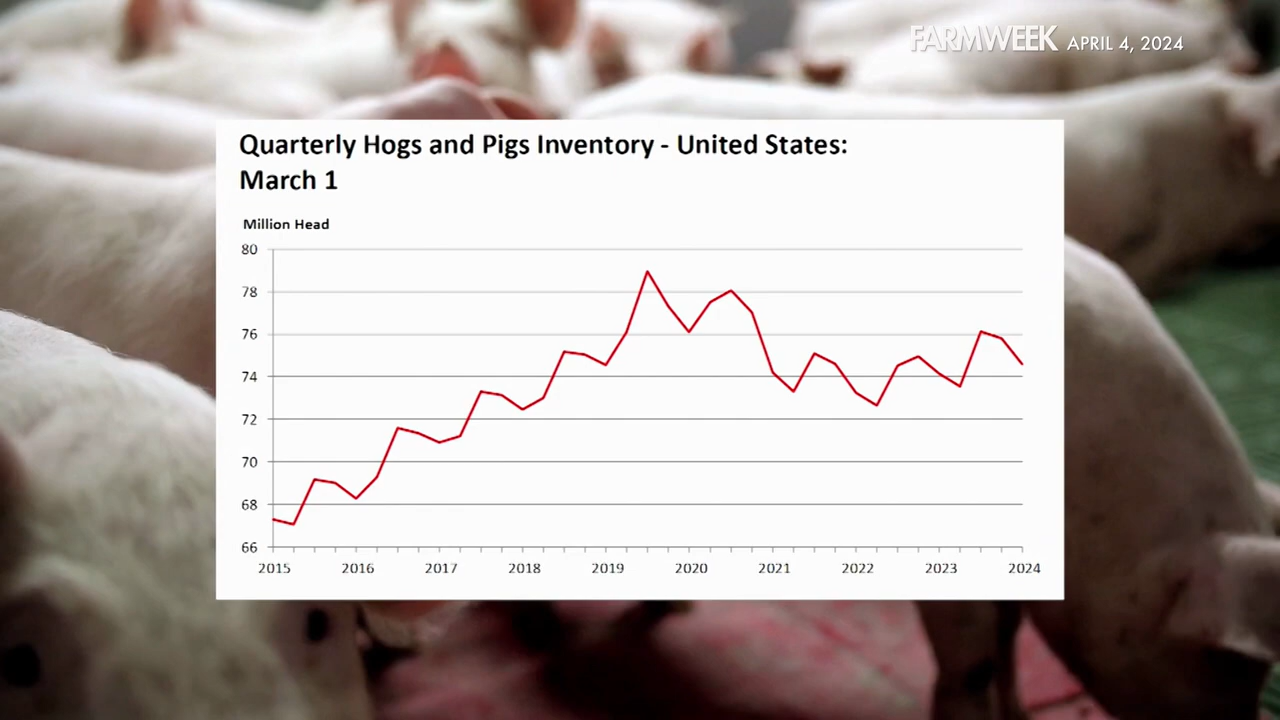 FARMWEEK APRIL 4, 2024
Quarterly Hogs and Pigs Inventory - United States:
March 1
Million Head
80
78
76
74
72
70
68
66
2015 2016 2017 2018 2019 2020 2021 2022 2023 2024